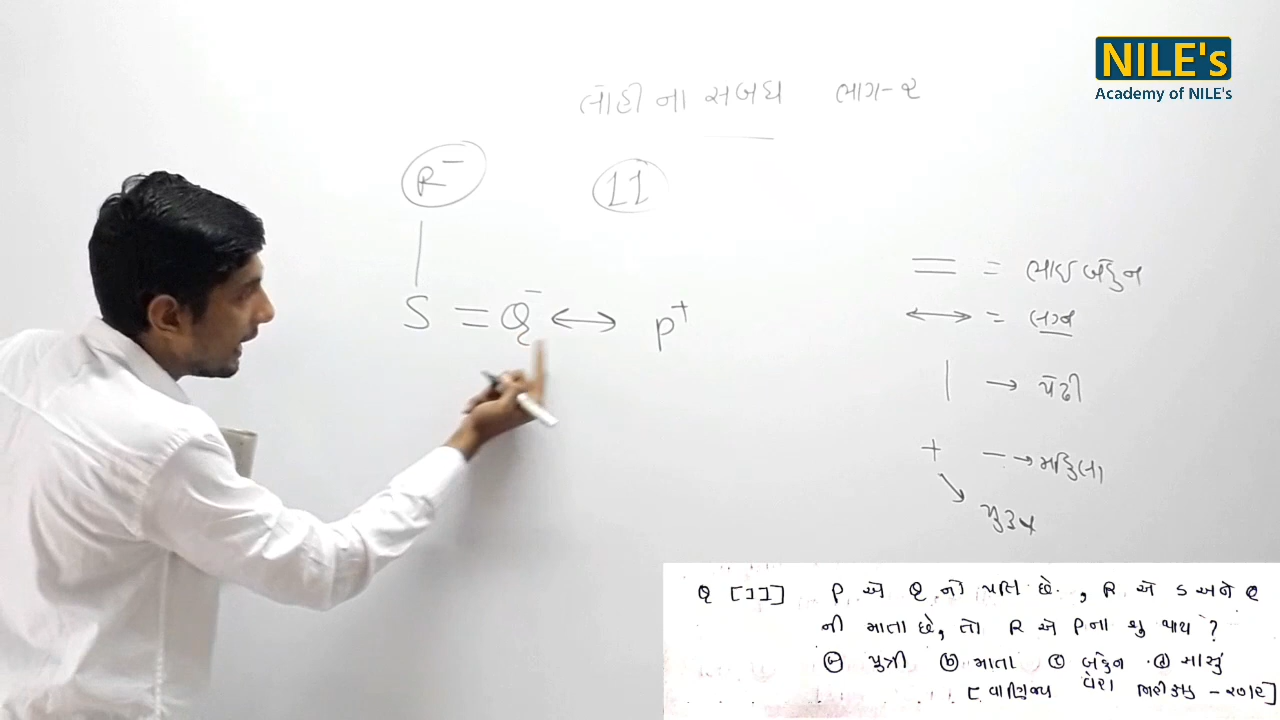 NILE's
Academy of NILE's
લોહી ના સબંધ ભાગ-૨
R⁻ 11
S = Q⁻ ↔ P⁺
= = ભાઇ બહેન
↔ = લગ્ન
| → પેઢી
+ − → મહિલા
↘ પુરૂષ
Q [11] P એ Q નો પતિ છે. , R એ S અને Q
ની માતા છે, તો R એ P ના શુ થાય ?
ⓐ પુત્રી ⓑ માતા ⓒ બહેન ⓓ સાસું
[ વાણિજ્ય વેરા નિરીક્ષક - ૨૦૧૨]